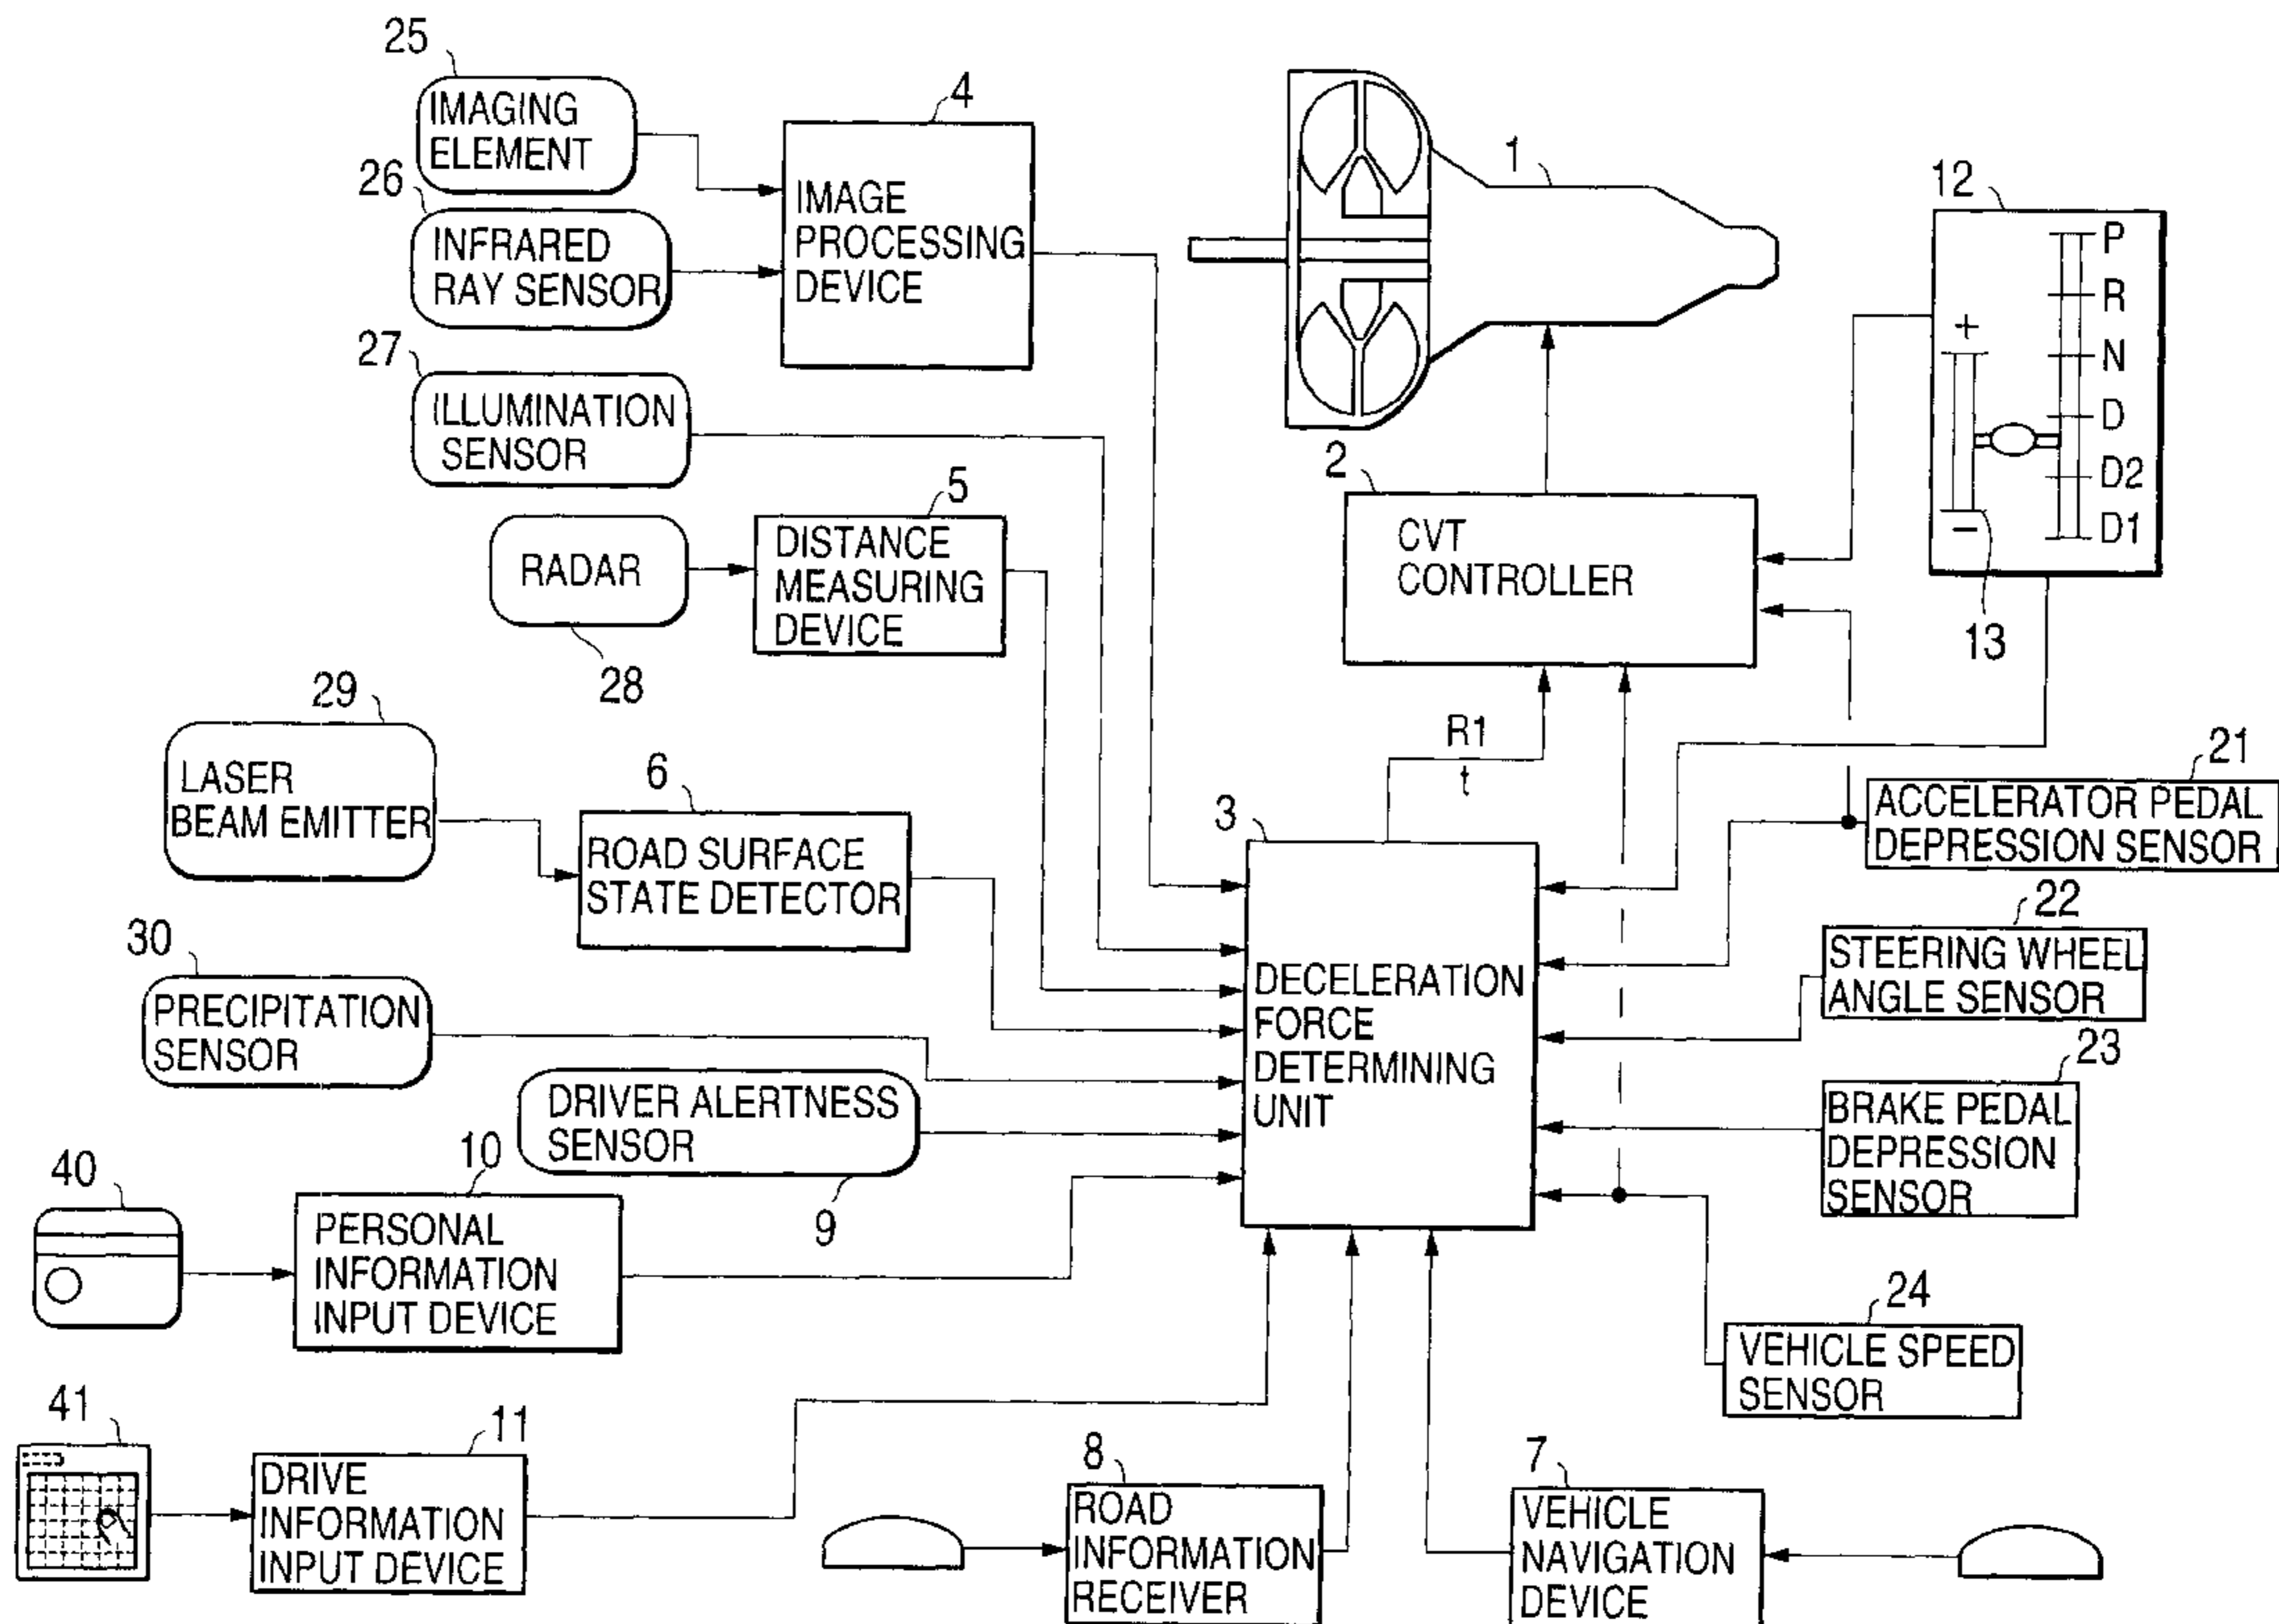 25
IMAGING
ELEMENT
26
INFRARED
RAY SENSOR
4
IMAGE
PROCESSING
DEVICE
27
ILLUMINATION
SENSOR
RADAR
28
5
DISTANCE
MEASURING
DEVICE
1
2
CVT
CONTROLLER
12
P
R
N
D
D2
D1
+
−
13
29
LASER
BEAM EMITTER
6
ROAD SURFACE
STATE DETECTOR
30
PRECIPITATION
SENSOR
DRIVER ALERTNESS
SENSOR
9
R1
t
3
DECELERATION
FORCE
DETERMINING
UNIT
21
ACCELERATOR PEDAL
DEPRESSION SENSOR
22
STEERING WHEEL
ANGLE SENSOR
23
BRAKE PEDAL
DEPRESSION
SENSOR
24
VEHICLE SPEED
SENSOR
40
10
PERSONAL
INFORMATION
INPUT DEVICE
41
11
DRIVE
INFORMATION
INPUT DEVICE
8
ROAD
INFORMATION
RECEIVER
7
VEHICLE
NAVIGATION
DEVICE